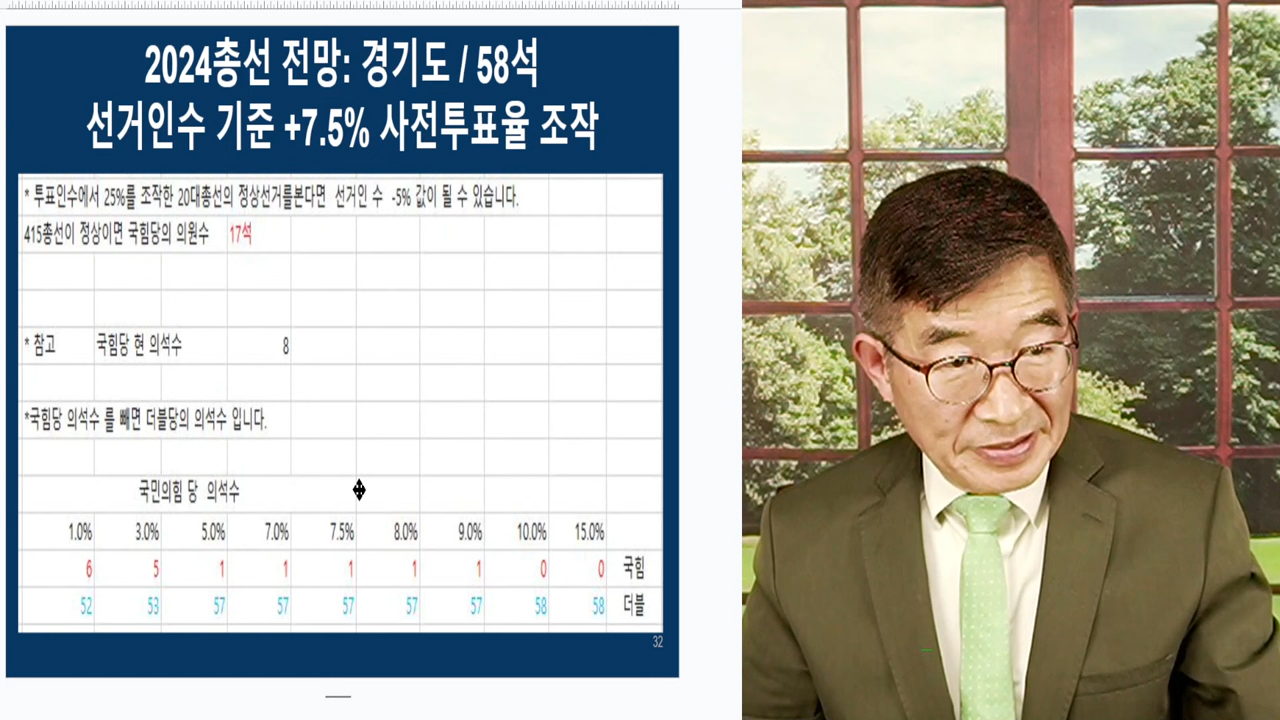 2024총선 전망: 경기도 / 58석
선거인수 기준 +7.5% 사전투표율 조작
* 투표인수에서 25%를 조작한 20대총선의 정상선거를본다면 선거인 수 -5% 값이 될 수 있습니다.
415총선이 정상이면 국힘당의 의원수 17석
* 참고 국힘당 현 의석수 8
*국힘당 의석수 를 빼면 더블당의 의석수 입니다.
국민의힘 당 의석수
1.0% 3.0% 5.0% 7.0% 7.5% 8.0% 9.0% 10.0% 15.0%
6 5 1 1 1 1 1 0 0 국힘
52 53 57 57 57 57 57 58 58 더블
32